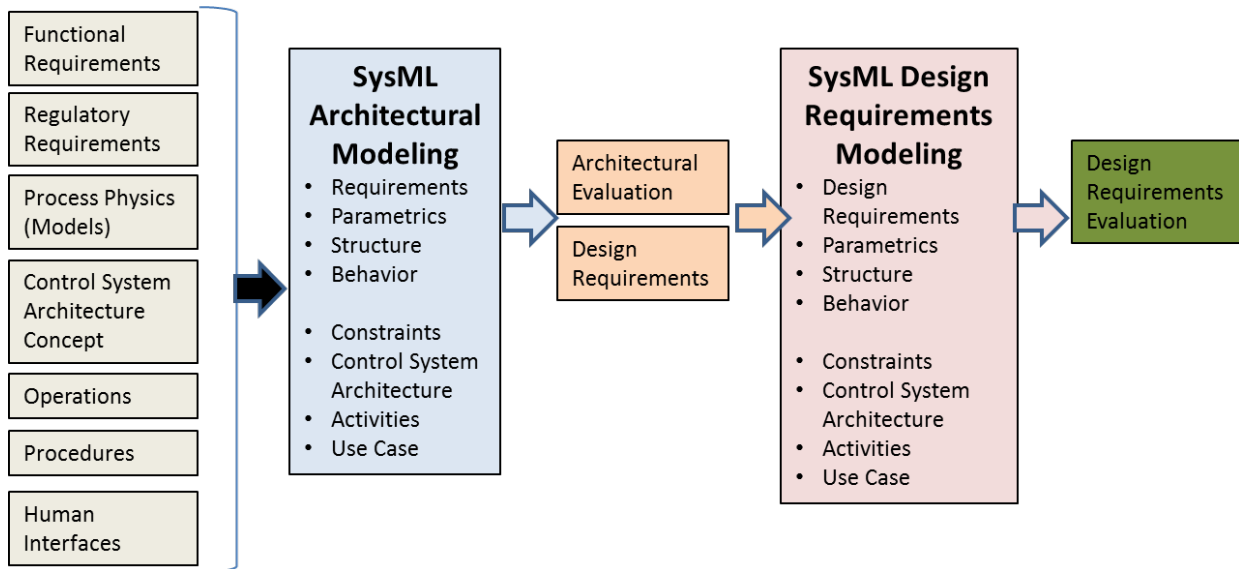 Functional
Requirements
Regulatory
Requirements
Process Physics
(Models)
Control System
Architecture
Concept
Operations
Procedures
Human
Interfaces
SysML
Architectural
Modeling
• Requirements
• Parametrics
• Structure
• Behavior
• Constraints
• Control System
Architecture
• Activities
• Use Case
Architectural
Evaluation
Design
Requirements
SysML Design
Requirements
Modeling
• Design
Requirements
• Parametrics
• Structure
• Behavior
• Constraints
• Control System
Architecture
• Activities
• Use Case
Design
Requirements
Evaluation